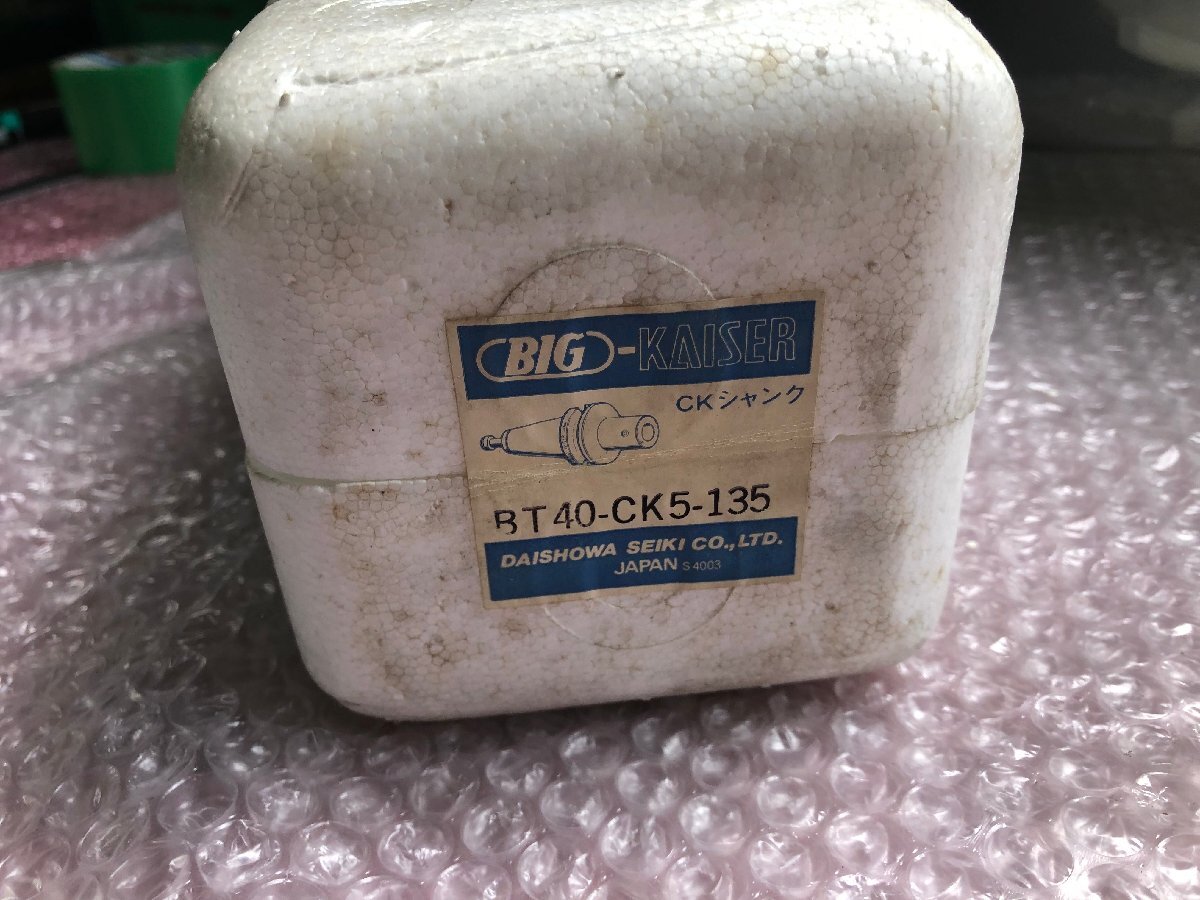 BIG-KAISER
CKシャンク
BT40-CK5-135
DAISHOWA SEIKI CO., LTD.
JAPAN S4003